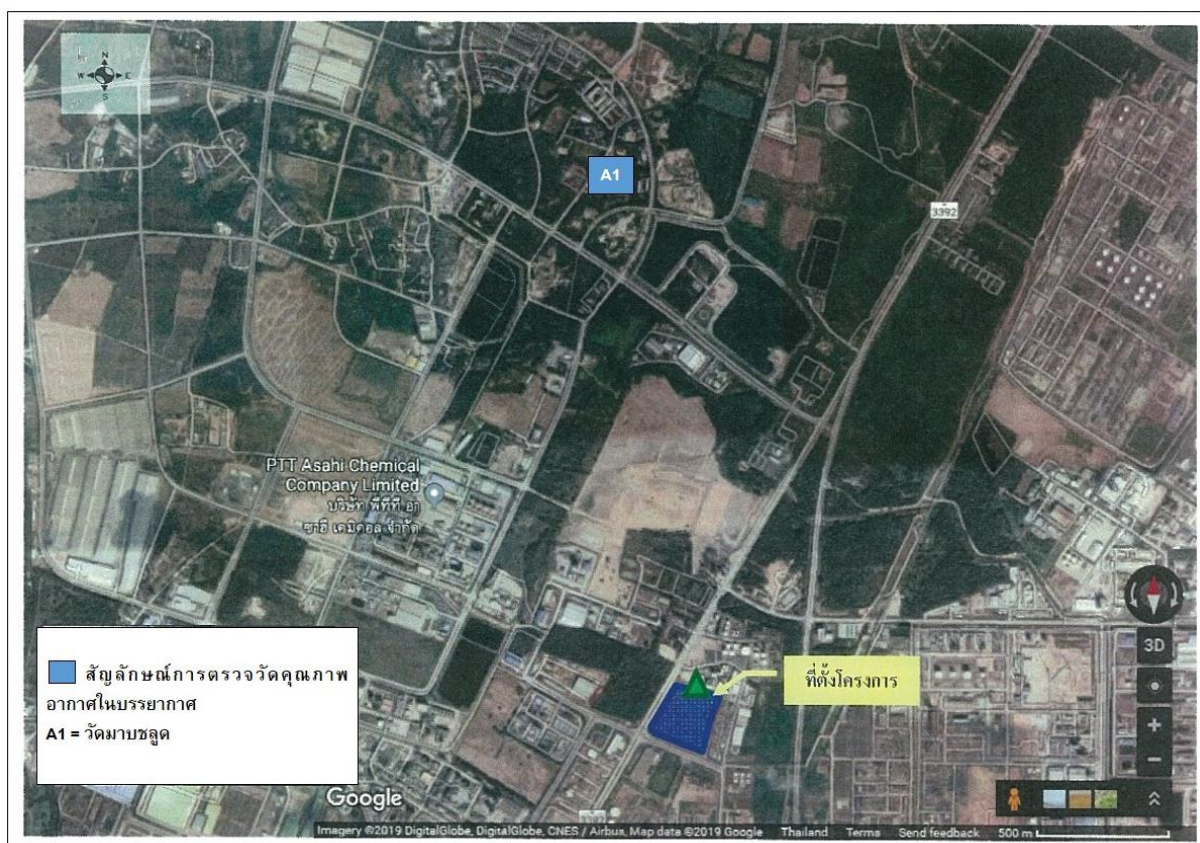 N
W E
S
A1
3392
PTT Asahi Chemical
Company Limited
บริษัท พีทีที อา
ซาฮี เคมิคอล จำกัด
สัญลักษณ์การตรวจวัดคุณภาพ
อากาศในบรรยากาศ
A1 = วัดมาบชลูด
ที่ตั้งโครงการ
3D
Google
Imagery ©2019 DigitalGlobe, DigitalGlobe, CNES / Airbus, Map data ©2019 Google Thailand Terms Send feedback 500 m